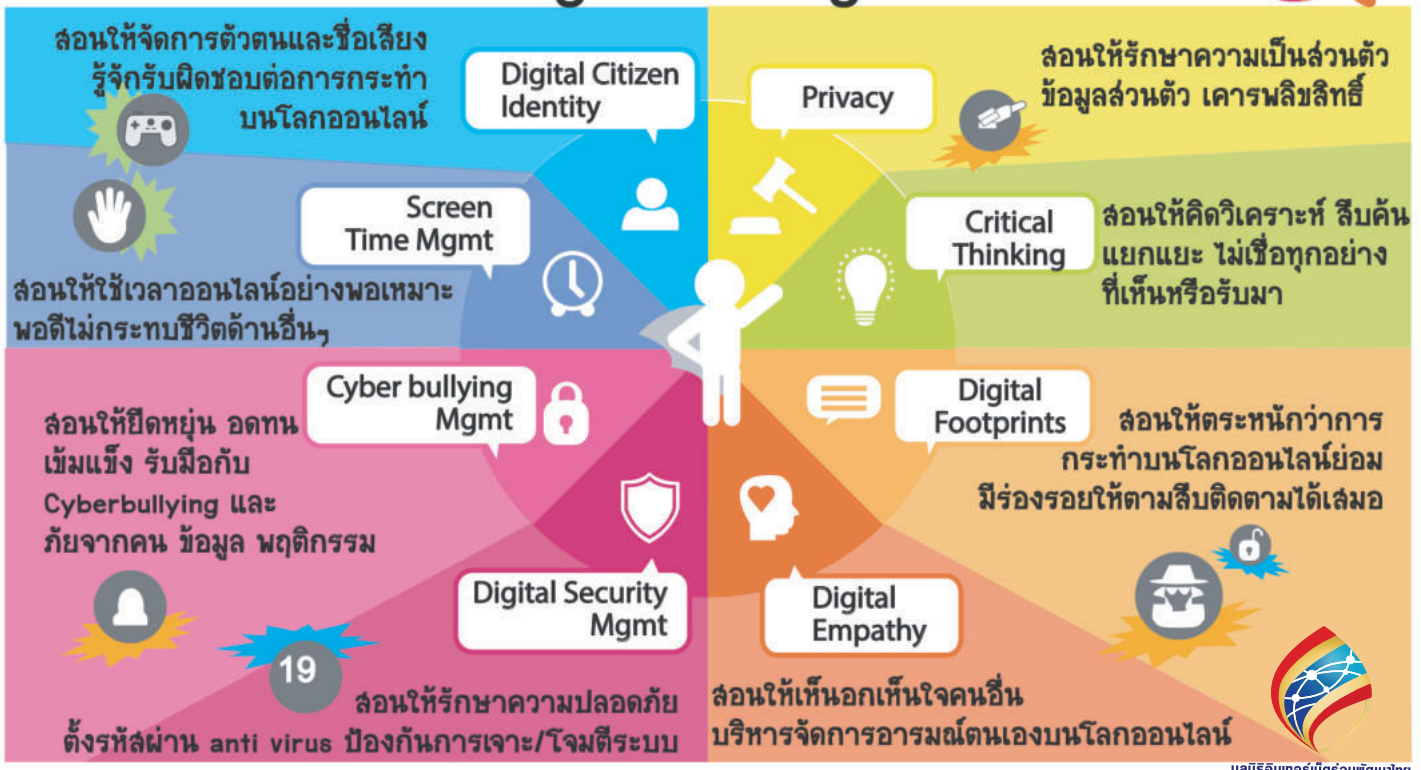 สอนให้จัดการตัวตนและชื่อเสียง
รู้จักรับผิดชอบต่อการกระทำ
บนโลกออนไลน์
Digital Citizen
Identity
Privacy
สอนให้รักษาความเป็นส่วนตัว
ข้อมูลส่วนตัว เคารพลิขสิทธิ์
Screen
Time Mgmt
สอนให้ใช้เวลาออนไลน์อย่างพอเหมาะ
พอดีไม่กระทบชีวิตด้านอื่นๆ
Critical
Thinking
สอนให้คิดวิเคราะห์ สืบค้น
แยกแยะ ไม่เชื่อทุกอย่าง
ที่เห็นหรือรับมา
Cyber bullying
Mgmt
สอนให้ยืดหยุ่น อดทน
เข้มแข็ง รับมือกับ
Cyberbullying และ
ภัยจากคน ข้อมูล พฤติกรรม
Digital
Footprints
สอนให้ตระหนักว่าการ
กระทำบนโลกออนไลน์ย่อม
มีร่องรอยให้ตามสืบติดตามได้เสมอ
Digital Security
Mgmt
19
สอนให้รักษาความปลอดภัย
ตั้งรหัสผ่าน anti virus ป้องกันการเจาะ/โจมตีระบบ
Digital
Empathy
สอนให้เห็นอกเห็นใจคนอื่น
บริหารจัดการอารมณ์ตนเองบนโลกออนไลน์